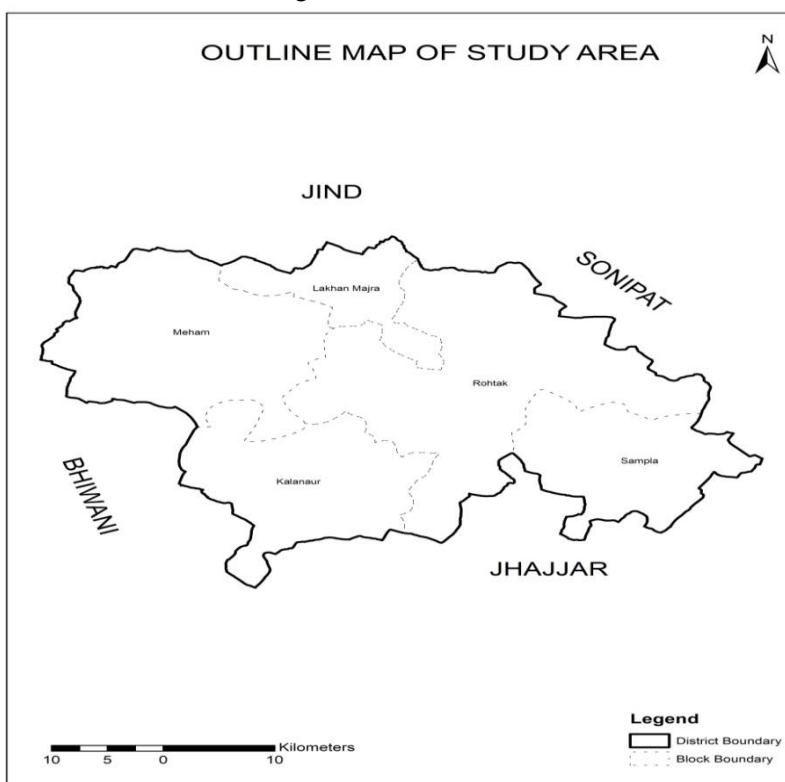 OUTLINE MAP OF STUDY AREA
N
JIND
SONIPAT
Lakhan Majra
Meham
Rohtak
Sampla
Kalanaur
BHIWANI
JHAJJAR
Legend
District Boundary
Block Boundary
10 5 0 10 Kilometers